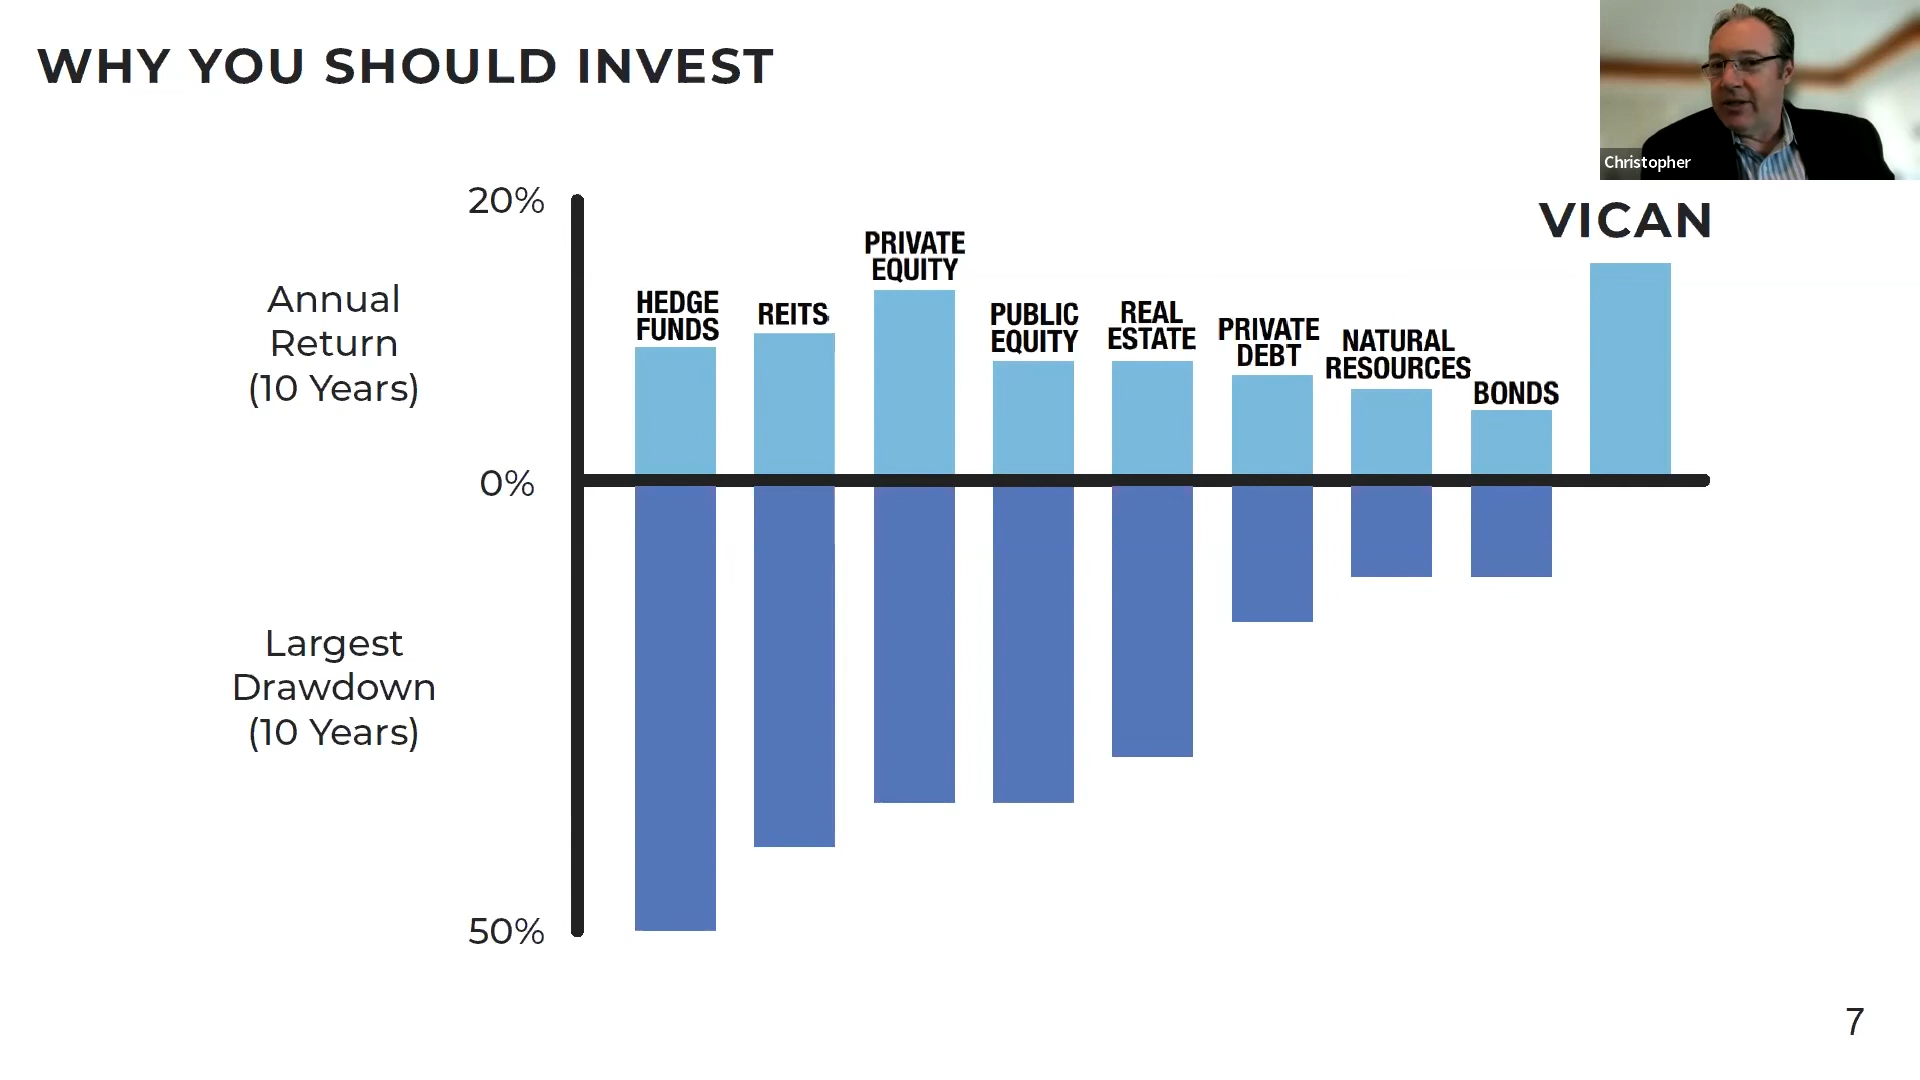 WHY YOU SHOULD INVEST
Christopher
20%
VICAN
PRIVATE
EQUITY
HEDGE
FUNDS
REITS
PUBLIC
EQUITY
REAL
ESTATE
PRIVATE
DEBT
NATURAL
RESOURCES
BONDS
Annual
Return
(10 Years)
0%
Largest
Drawdown
(10 Years)
50%
7